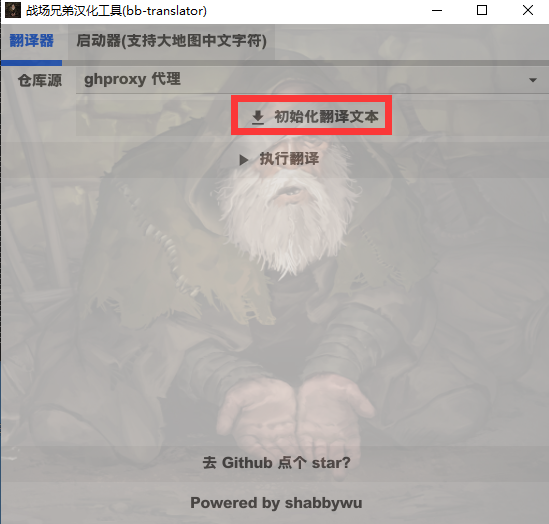 战场兄弟汉化工具(bb-translator)
翻译器 启动器(支持大地图中文字符)
仓库源 ghproxy 代理
初始化翻译文本
执行翻译
去 Github 点个 star?
Powered by shabbywu